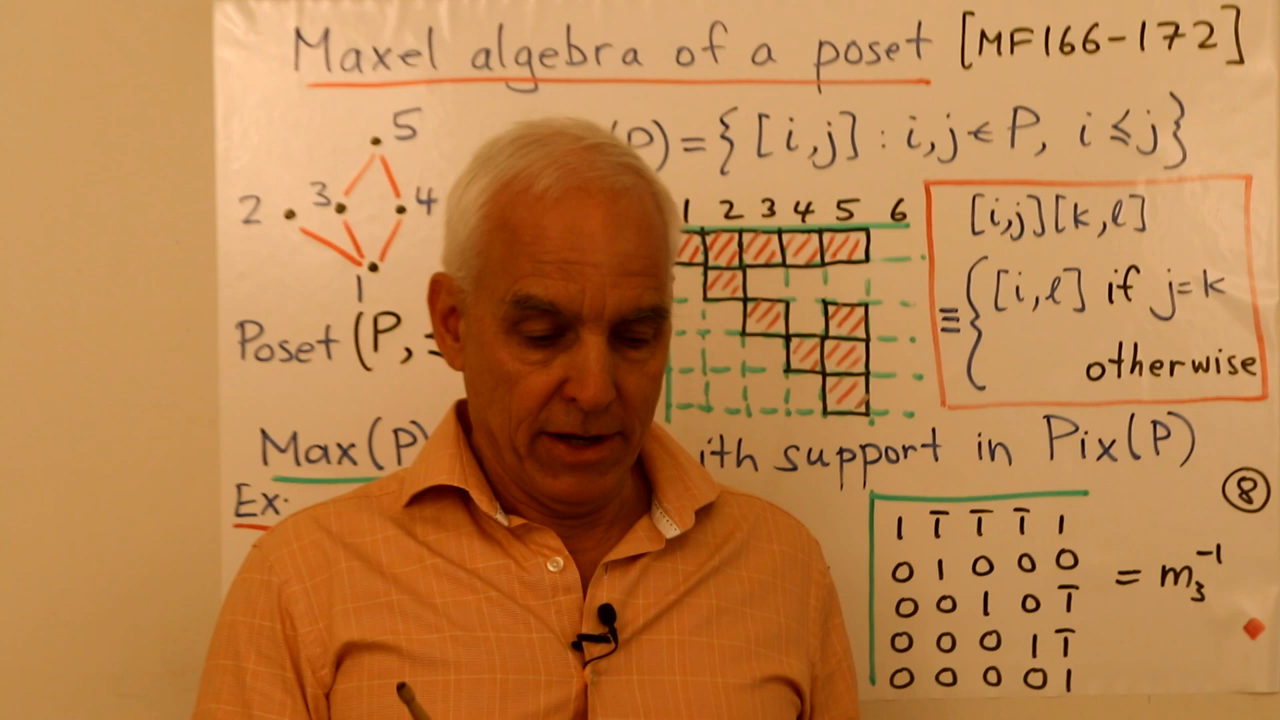 Maxel algebra of a poset [MF166-172]
5
P) = { [i,j] : i,j ∈ P, i ≤ j }
2 3 4
1
1 2 3 4 5 6
[i,j][k,l]
≡ { [i,l] if j=k
otherwise
Poset (P, =
Max(P) ith support in Pix(P)
Ex.
8
1 1̅ 1̅ 1̅ 1
0 1 0 0 0
0 0 1 0 1̅
0 0 0 1 1̅
0 0 0 0 1
= m₃⁻¹